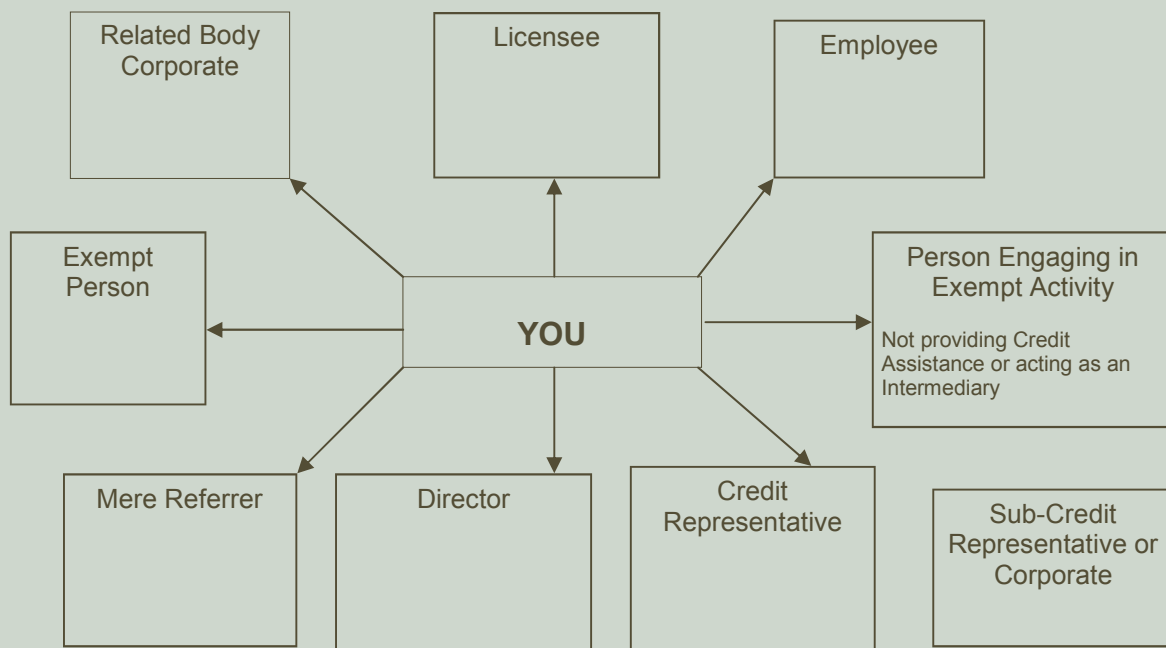 Related Body
Corporate
Licensee
Employee
Exempt
Person
YOU
Person Engaging in
Exempt Activity
Not providing Credit
Assistance or acting as an
Intermediary
Mere Referrer
Director
Credit
Representative
Sub-Credit
Representative or
Corporate